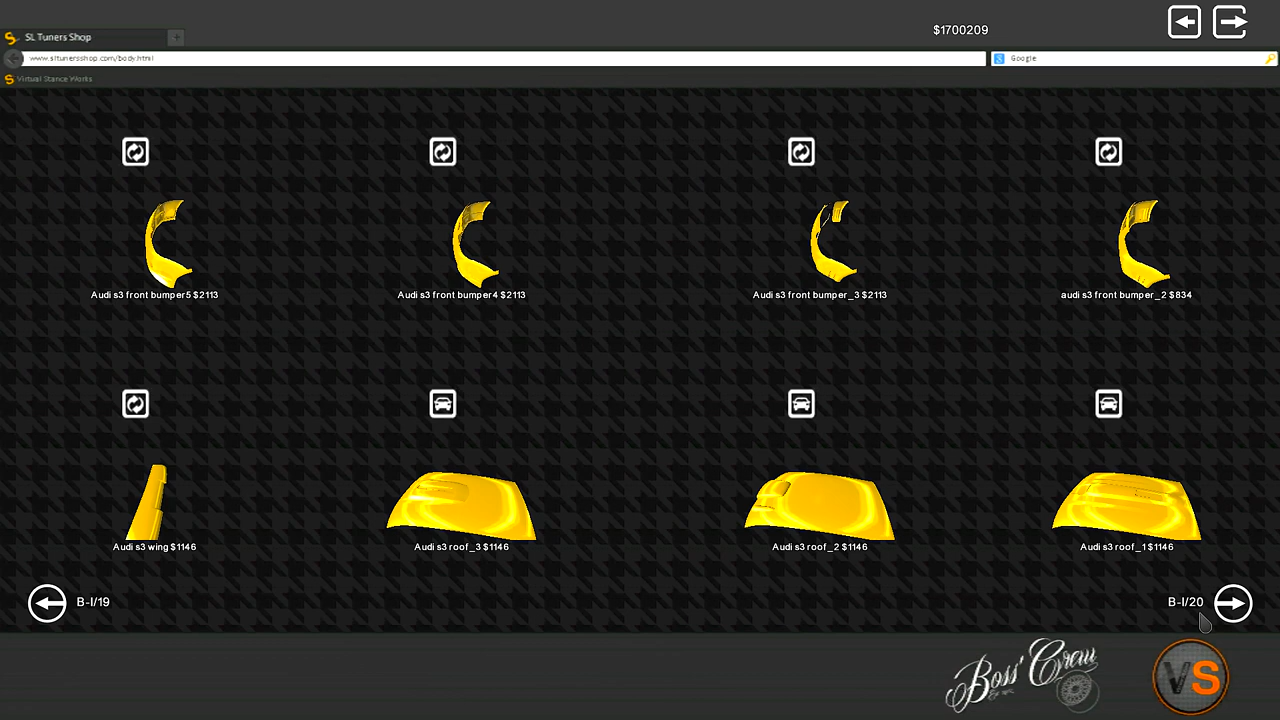 $1700209
SL Tuners Shop
www.sltunersshop.com/body.html
Google
Virtual Stance Works
Audi s3 front bumper5 $2113
Audi s3 front bumper4 $2113
Audi s3 front bumper_3 $2113
audi s3 front bumper_2 $834
Audi s3 wing $1146
Audi s3 roof_3 $1146
Audi s3 roof_2 $1146
Audi s3 roof_1 $1146
B-I/19
B-I/20
Boss' Crew
VS